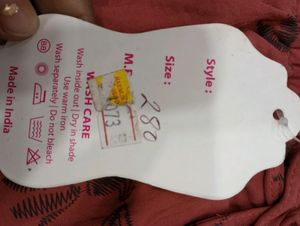 Style :
Size :
M.R
280
WASH CARE
Wash inside out | Dry in shade
Use warm iron
Wash separately | Do not bleach
Made in India